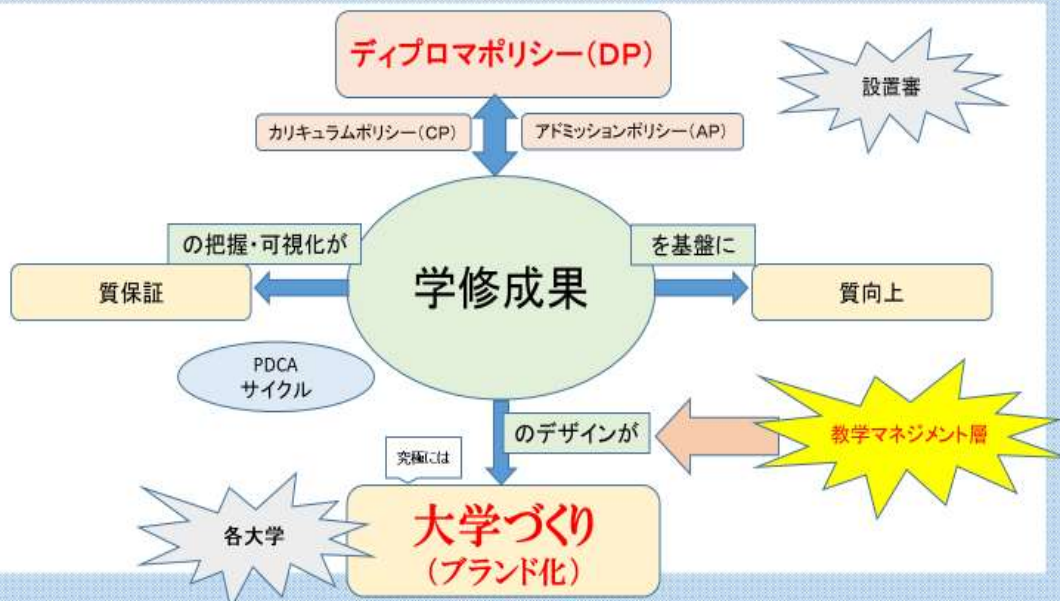 ディプロマポリシー(DP)
設置審
カリキュラムポリシー(CP)
アドミッションポリシー(AP)
の把握・可視化が
を基盤に
学修成果
質保証
質向上
PDCA
サイクル
のデザインが
教学マネジメント層
究極には
各大学
大学づくり
(ブランド化)